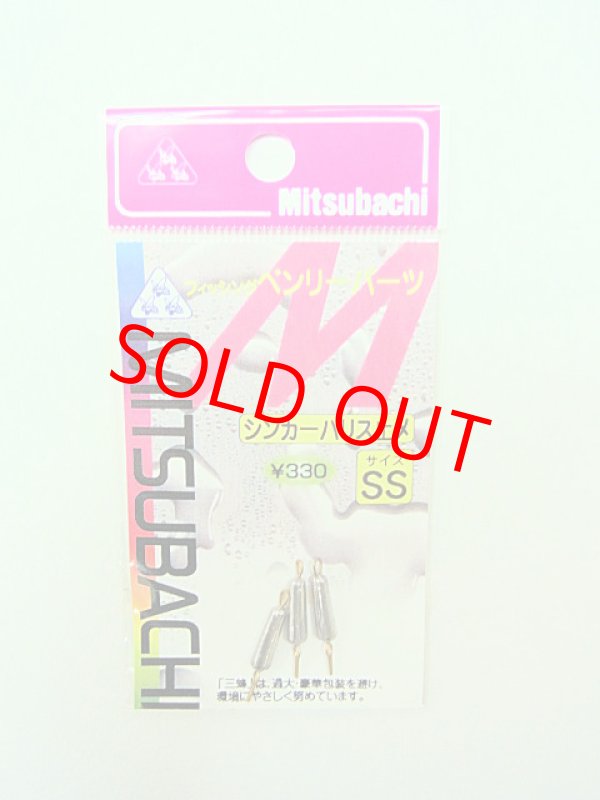 Mitsubachi
フィッシングベンリーパーツ
MITSUBACHI
SOLD OUT
シンカーハリス止メ
¥330
サイズ
SS
「三蜂」は、過大・豪華包装を避け、
環境にやさしく努めています。